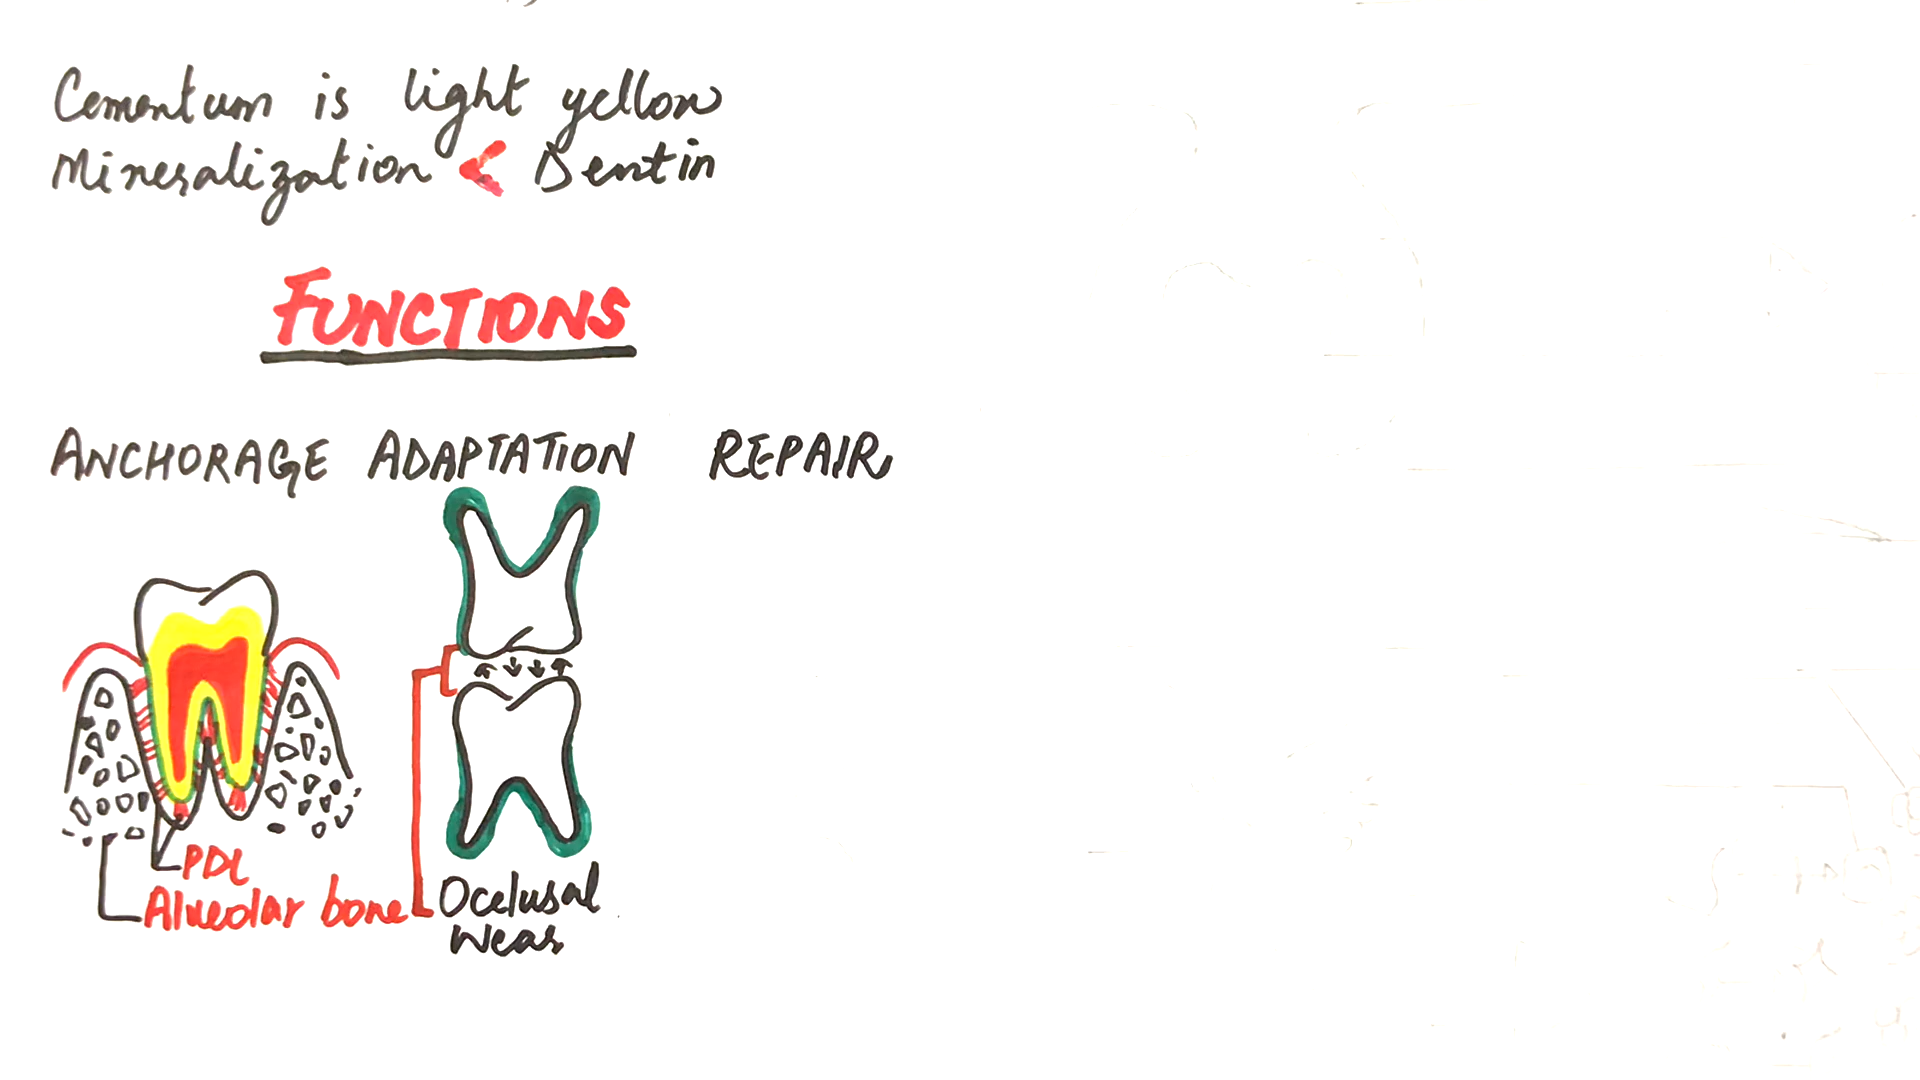 Cementum is light yellow
Mineralization < Dentin
FUNCTIONS
ANCHORAGE ADAPTATION REPAIR
PDL
Alveolar bone
Occlusal
Wear